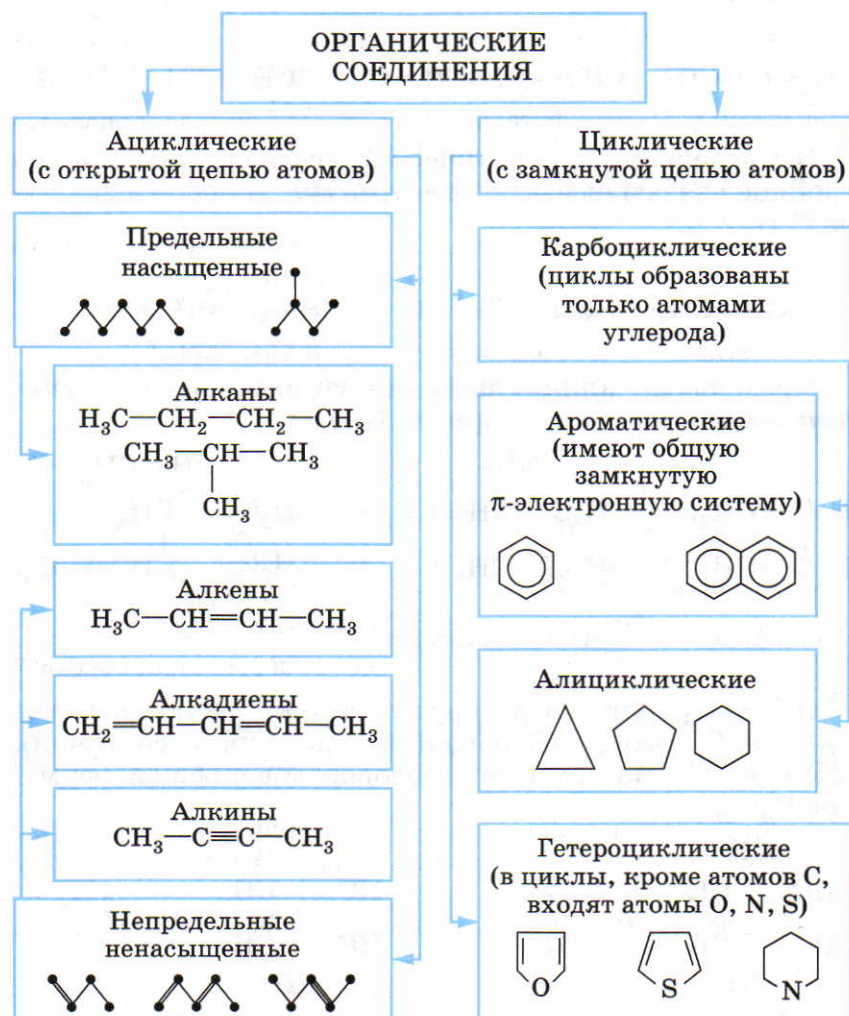 ОРГАНИЧЕСКИЕ
СОЕДИНЕНИЯ
Ациклические
(с открытой цепью атомов)
Предельные
насыщенные
Алканы
H₃C—CH₂—CH₂—CH₃
CH₃—CH—CH₃
CH₃
Алкены
H₃C—CH=CH—CH₃
Алкадиены
CH₂=CH—CH=CH—CH₃
Алкины
CH₃—C≡C—CH₃
Непредельные
ненасыщенные
Циклические
(с замкнутой цепью атомов)
Карбоциклические
(циклы образованы
только атомами
углерода)
Ароматические
(имеют общую
замкнутую
π-электронную систему)
Алициклические
Гетероциклические
(в циклы, кроме атомов С,
входят атомы O, N, S)
O S N